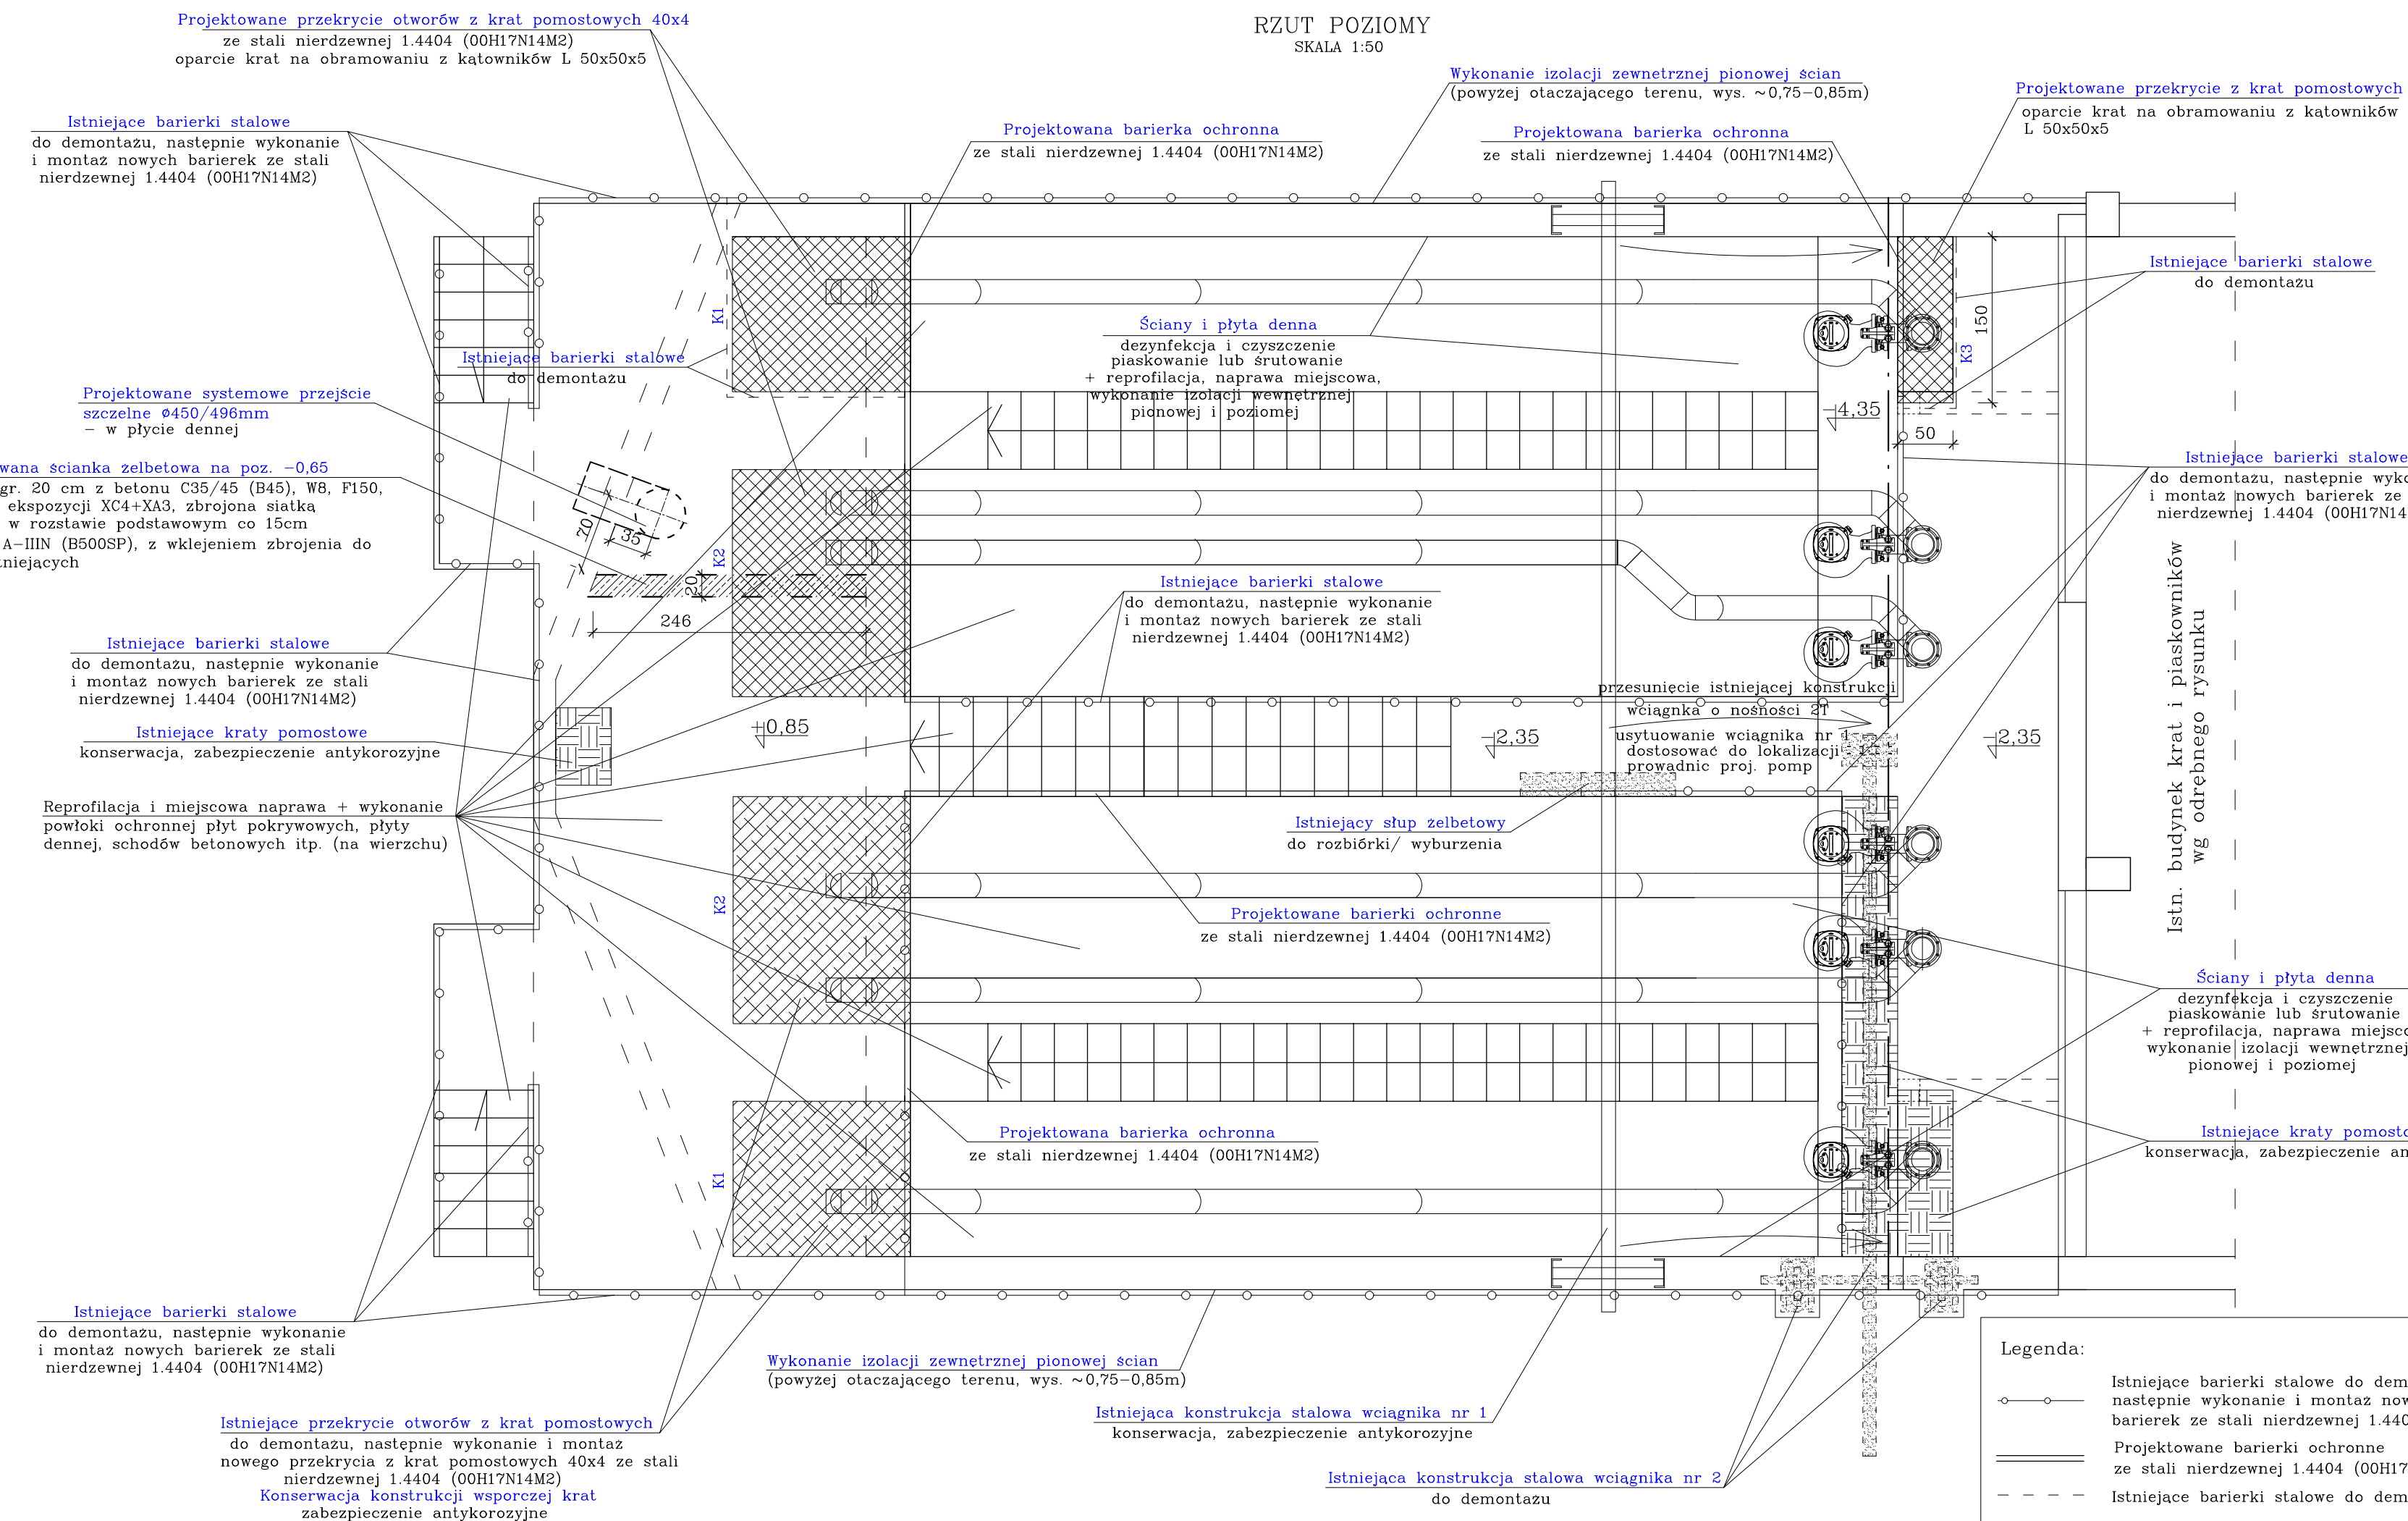 RZUT POZIOMY
SKALA 1:50
Projektowane przekrycie otworów z krat pomostowych 40x4
ze stali nierdzewnej 1.4404 (00H17N14M2)
oparcie krat na obramowaniu z kątowników L 50x50x5
Wykonanie izolacji zewnetrznej pionowej ścian
(powyżej otaczającego terenu, wys. ~0,75-0,85m)
Projektowane przekrycie z krat pomostowych
oparcie krat na obramowaniu z kątowników
L 50x50x5
Istniejące barierki stalowe
do demontażu, następnie wykonanie
i montaż nowych barierek ze stali
nierdzewnej 1.4404 (00H17N14M2)
Projektowana barierka ochronna
ze stali nierdzewnej 1.4404 (00H17N14M2)
Projektowana barierka ochronna
ze stali nierdzewnej 1.4404 (00H17N14M2)
Istniejące barierki stalowe
do demontażu
K1
150
K3
Istniejące barierki stalowe
do demontażu
Ściany i płyta denna
dezynfekcja i czyszczenie
piaskowanie lub śrutowanie
+ reprofilacja, naprawa miejscowa,
wykonanie izolacji wewnętrznej
pionowej i poziomej
Projektowane systemowe przejście
szczelne ø450/496mm
- w płycie dennej
-4,35
50
wana ścianka żelbetowa na poz. -0,65
gr. 20 cm z betonu C35/45 (B45), W8, F150,
ekspozycji XC4+XA3, zbrojona siatką
w rozstawie podstawowym co 15cm
A-IIIN (B500SP), z wklejeniem zbrojenia do
tniejących
Istniejące barierki stalowe
do demontażu, następnie wyko
i montaż nowych barierek ze
nierdzewnej 1.4404 (00H17N14
70
35
K2
20
246
Istniejące barierki stalowe
do demontażu, następnie wykonanie
i montaż nowych barierek ze stali
nierdzewnej 1.4404 (00H17N14M2)
Istn. budynek krat i piaskowników
wg odrębnego rysunku
Istniejące barierki stalowe
do demontażu, następnie wykonanie
i montaż nowych barierek ze stali
nierdzewnej 1.4404 (00H17N14M2)
przesunięcie istniejącej konstrukcji
wciągnka o nośności 2T
usytuowanie wciągnika nr 1
dostosować do lokalizacji
prowadnic proj. pomp
Istniejące kraty pomostowe
konserwacja, zabezpieczenie antykorozyjne
+0,85
-2,35
-2,35
Reprofilacja i miejscowa naprawa + wykonanie
powłoki ochronnej płyt pokrywowych, płyty
dennej, schodów betonowych itp. (na wierzchu)
Istniejący słup żelbetowy
do rozbiórki/ wyburzenia
K2
Projektowane barierki ochronne
ze stali nierdzewnej 1.4404 (00H17N14M2)
Ściany i płyta denna
dezynfekcja i czyszczenie
piaskowanie lub śrutowanie
+ reprofilacja, naprawa miejsco
wykonanie izolacji wewnętrznej
pionowej i poziomej
Projektowana barierka ochronna
ze stali nierdzewnej 1.4404 (00H17N14M2)
K1
Istniejące kraty pomosto
konserwacja, zabezpieczenie an
Istniejące barierki stalowe
do demontażu, następnie wykonanie
i montaż nowych barierek ze stali
nierdzewnej 1.4404 (00H17N14M2)
Wykonanie izolacji zewnętrznej pionowej ścian
(powyżej otaczającego terenu, wys. ~0,75-0,85m)
Istniejące przekrycie otworów z krat pomostowych
do demontażu, następnie wykonanie i montaż
nowego przekrycia z krat pomostowych 40x4 ze stali
nierdzewnej 1.4404 (00H17N14M2)
Konserwacja konstrukcji wsporczej krat
zabezpieczenie antykorozyjne
Istniejąca konstrukcja stalowa wciągnika nr 1
konserwacja, zabezpieczenie antykorozyjne
Istniejąca konstrukcja stalowa wciągnika nr 2
do demontażu
Legenda:
Istniejące barierki stalowe do dem
następnie wykonanie i montaż now
barierek ze stali nierdzewnej 1.440
Projektowane barierki ochronne
ze stali nierdzewnej 1.4404 (00H17
Istniejące barierki stalowe do dem